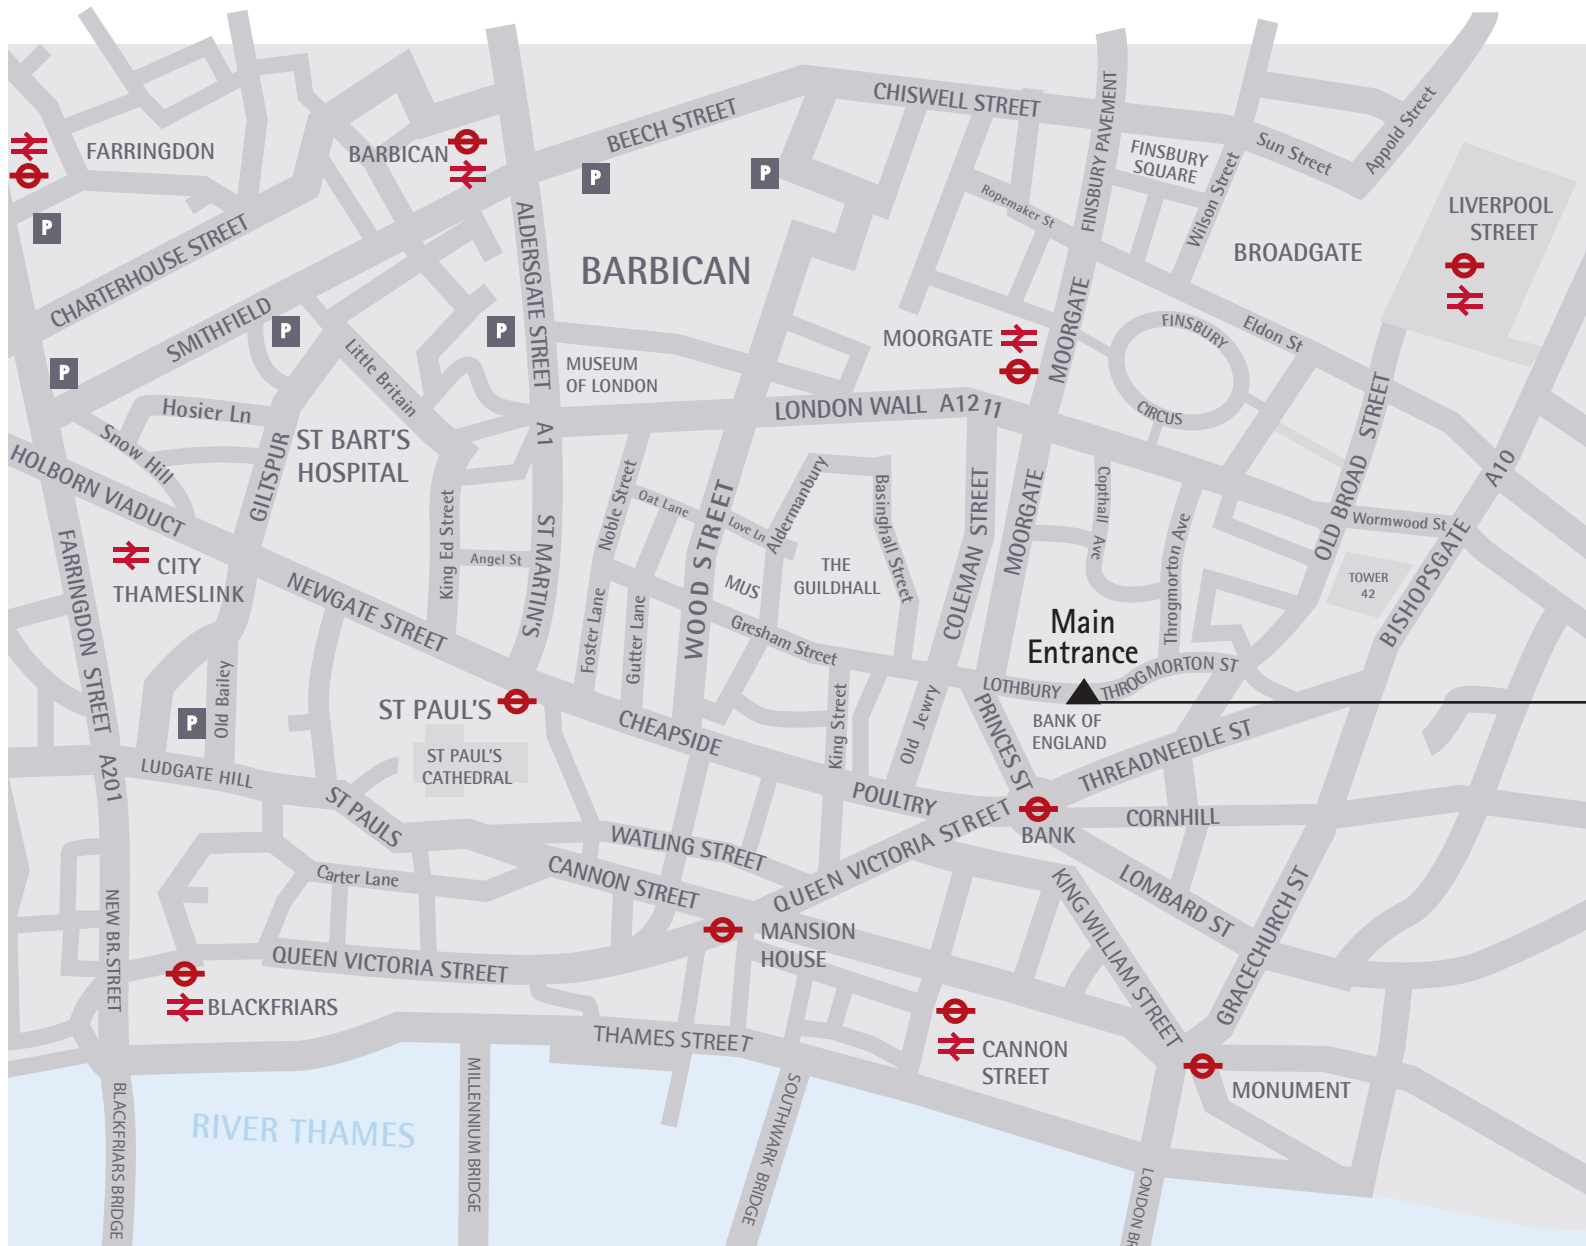 CHISWELL STREET
BEECH STREET
FINSBURY PAVEMENT
FINSBURY
SQUARE
Sun Street
Appold Street
FARRINGDON
BARBICAN
P
P
P
CHARTERHOUSE STREET
ALDERSGATE STREET
Ropemaker St
Wilson Street
LIVERPOOL
STREET
BROADGATE
BARBICAN
SMITHFIELD
P
P
P
Little Britain
MUSEUM
OF LONDON
MOORGATE
MOORGATE
FINSBURY
CIRCUS
Eldon St
Hosier Ln
Snow Hill
GILTSPUR
ST BART'S
HOSPITAL
A1
LONDON WALL A1211
OLD BROAD STREET
A10
HOLBORN VIADUCT
King Ed Street
Angel St
ST MARTIN'S
Noble Street
Oat Lane
WOOD STREET
Love Ln
Aldermanbury
Basinghall Street
COLEMAN STREET
MOORGATE
Copthall Ave
Throgmorton Ave
Wormwood St
BISHOPSGATE
CITY
THAMESLINK
FARRINGDON STREET
NEWGATE STREET
Foster Lane
Gutter Lane
MUS
THE
GUILDHALL
TOWER
42
Gresham Street
Main
Entrance
LOTHBURY
THROGMORTON ST
Old Bailey
P
ST PAUL'S
ST PAUL'S
CATHEDRAL
CHEAPSIDE
King Street
Old Jewry
PRINCES ST
BANK OF
ENGLAND
THREADNEEDLE ST
A201
LUDGATE HILL
ST PAULS
POULTRY
BANK
CORNHILL
WATLING STREET
CANNON STREET
QUEEN VICTORIA STREET
Carter Lane
KING WILLIAM STREET
LOMBARD ST
GRACECHURCH ST
NEW BR. STREET
QUEEN VICTORIA STREET
MANSION
HOUSE
BLACKFRIARS
THAMES STREET
CANNON
STREET
MONUMENT
BLACKFRIARS BRIDGE
RIVER THAMES
MILLENNIUM BRIDGE
SOUTHWARK BRIDGE
LONDON BR